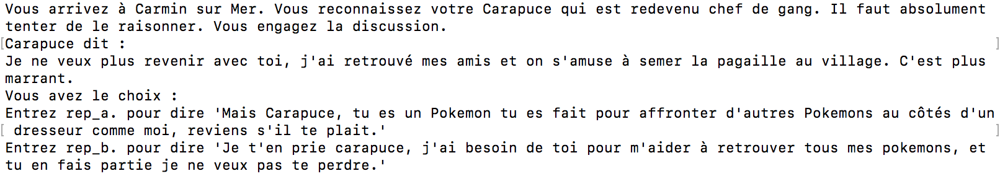 Vous arrivez à Carmin sur Mer. Vous reconnaissez votre Carapuce qui est redevenu chef de gang. Il faut absolument
tenter de le raisonner. Vous engagez la discussion.
[Carapuce dit : ]
Je ne veux plus revenir avec toi, j'ai retrouvé mes amis et on s'amuse à semer la pagaille au village. C'est plus
marrant.
Vous avez le choix :
Entrez rep_a. pour dire 'Mais Carapuce, tu es un Pokemon tu es fait pour affronter d'autres Pokemons au côtés d'un
[ dresseur comme moi, reviens s'il te plait.' ]
Entrez rep_b. pour dire 'Je t'en prie carapuce, j'ai besoin de toi pour m'aider à retrouver tous mes pokemons, et
tu en fais partie je ne veux pas te perdre.'